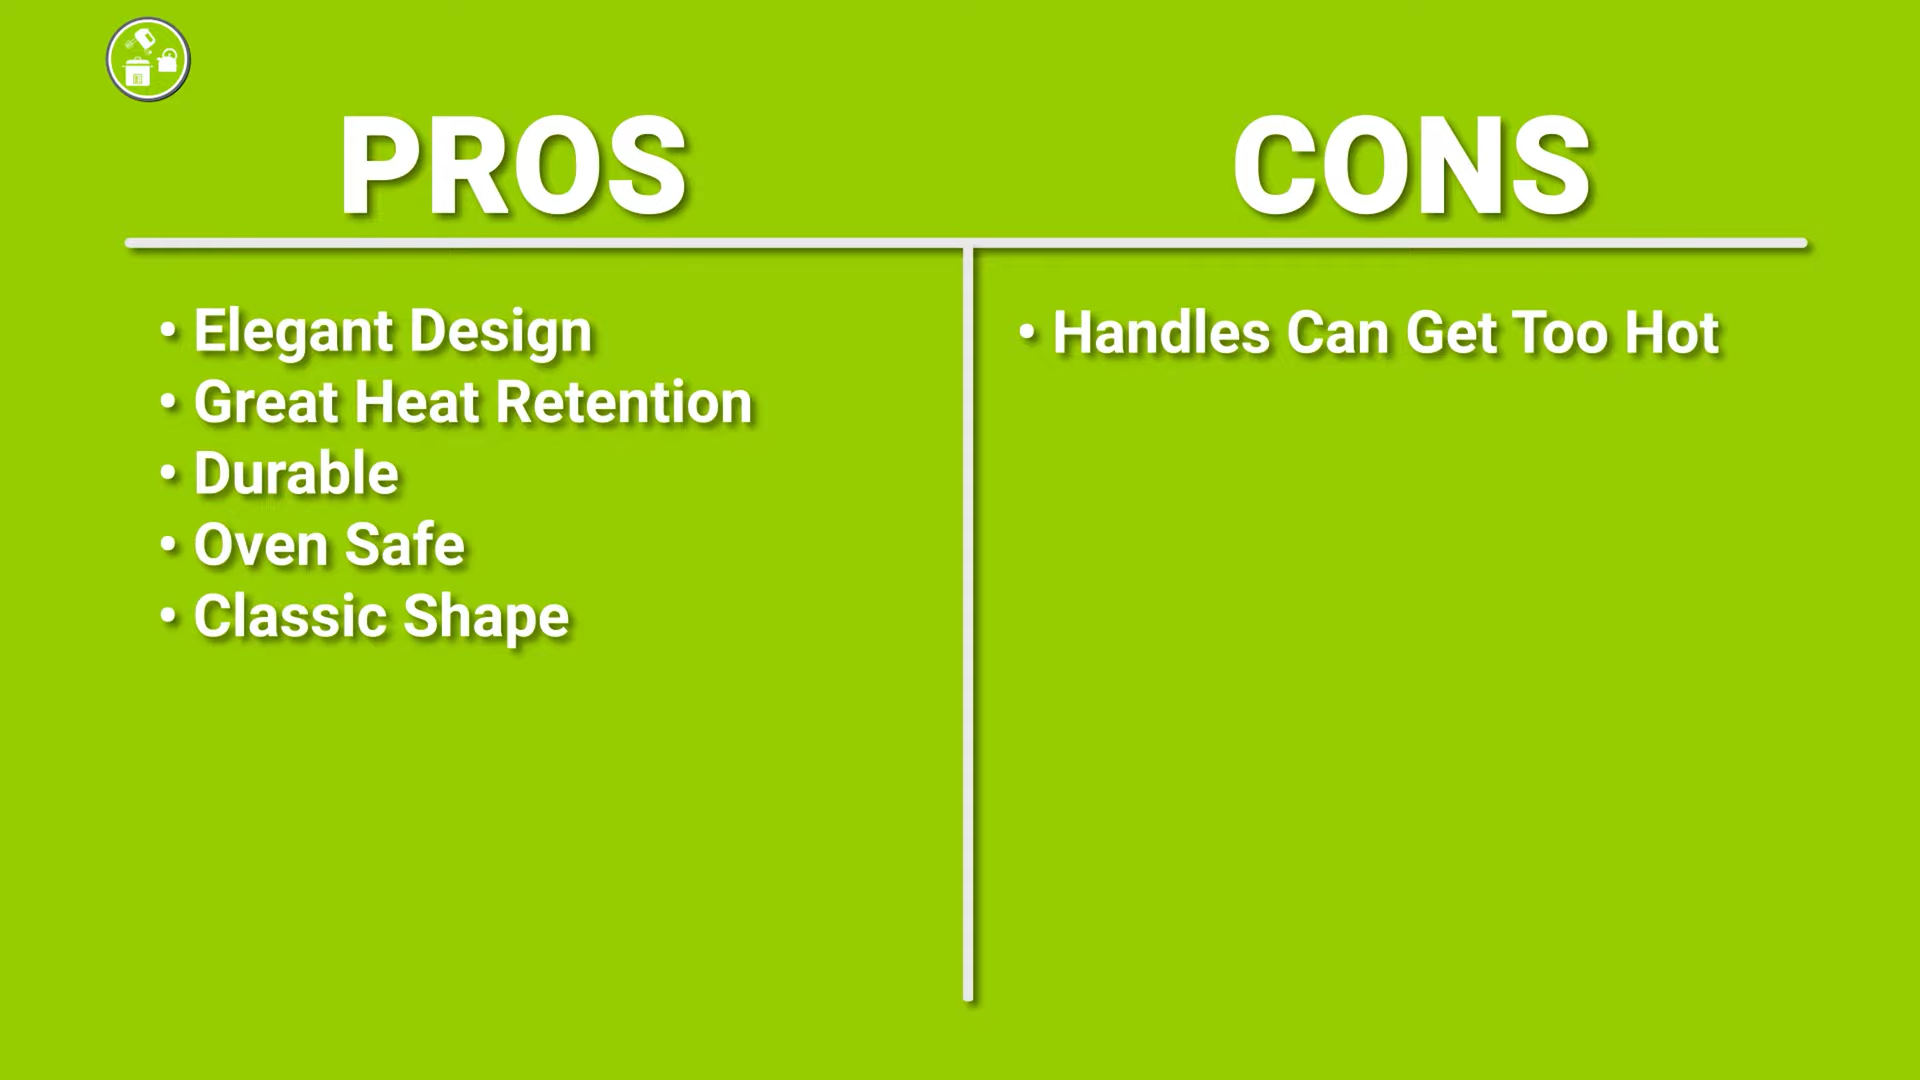 PROS
• Elegant Design
• Great Heat Retention
• Durable
• Oven Safe
• Classic Shape
CONS
• Handles Can Get Too Hot